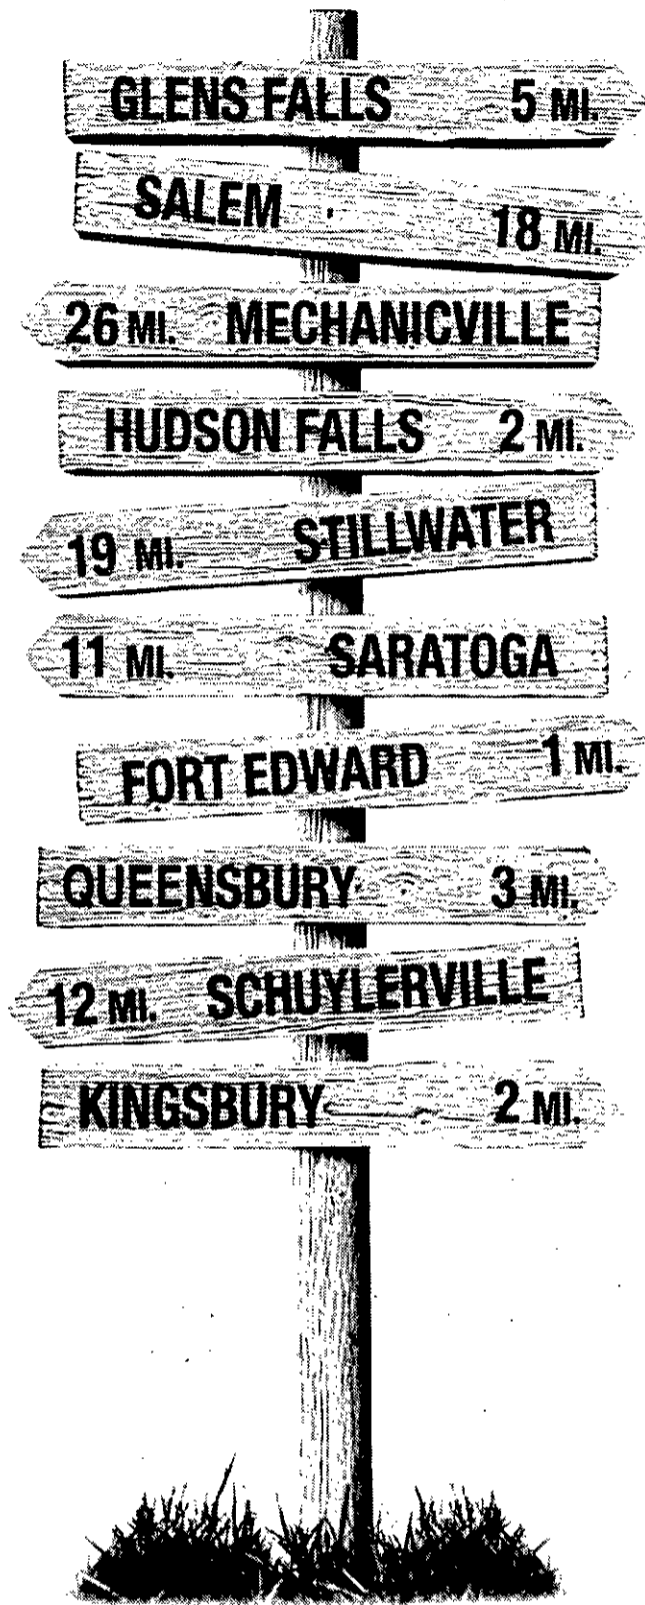 GLENS FALLS 5 MI.
SALEM 18 MI.
26 MI. MECHANICVILLE
HUDSON FALLS 2 MI.
19 MI. STILLWATER
11 MI. SARATOGA
FORT EDWARD 1 MI.
QUEENSBURY 3 MI.
12 MI. SCHUYLERVILLE
KINGSBURY 2 MI.